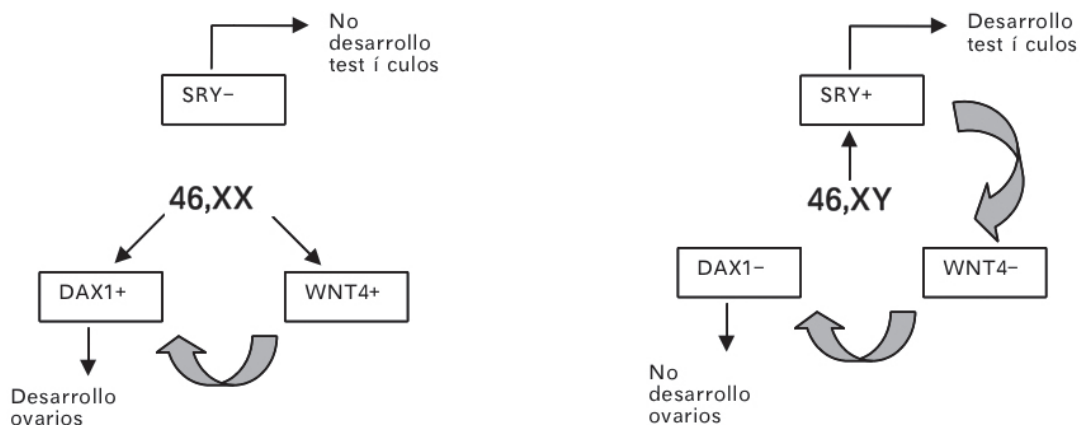 No
desarrollo
test í culos
SRY−
46,XX
DAX1+
WNT4+
Desarrollo
ovarios
Desarrollo
test í culos
SRY+
46,XY
DAX1−
WNT4−
No
desarrollo
ovarios